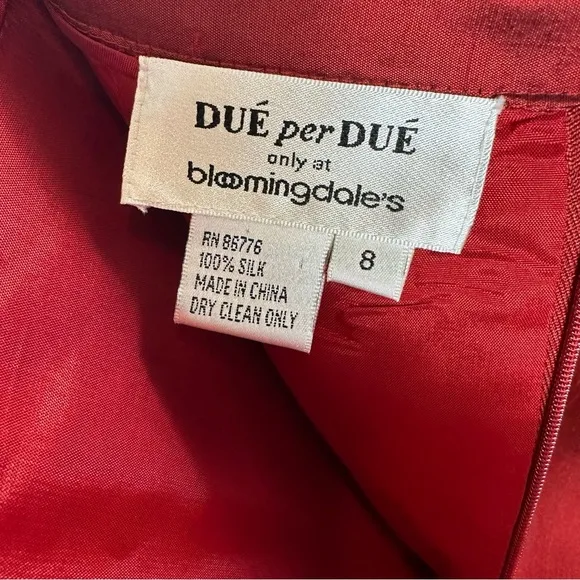 DUÉ per DUÉ
only at
bloomingdale's
RN 86776
100% SILK
MADE IN CHINA
DRY CLEAN ONLY
8